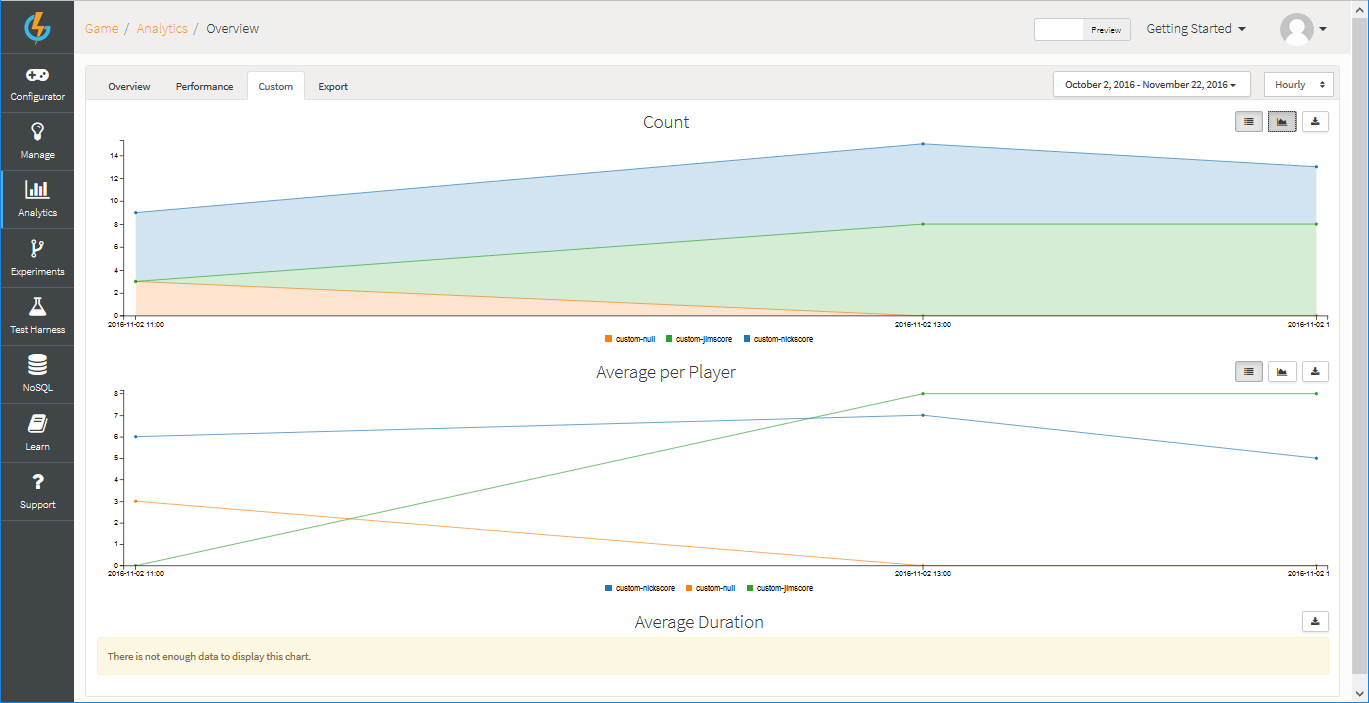 Game / Analytics / Overview
Preview
Getting Started
Configurator
Manage
Analytics
Experiments
Test Harness
NoSQL
Learn
Support
Overview Performance Custom Export
October 2, 2016 - November 22, 2016
Hourly
Count
14
12
10
8
6
4
2
0
2016-11-02 11:00 2016-11-02 13:00 2016-11-02 1
custom-null custom-jimscore custom-nickscore
Average per Player
8
7
6
5
4
3
2
1
0
2016-11-02 11:00 2016-11-02 13:00 2016-11-02 1
custom-nickscore custom-null custom-jimscore
Average Duration
There is not enough data to display this chart.